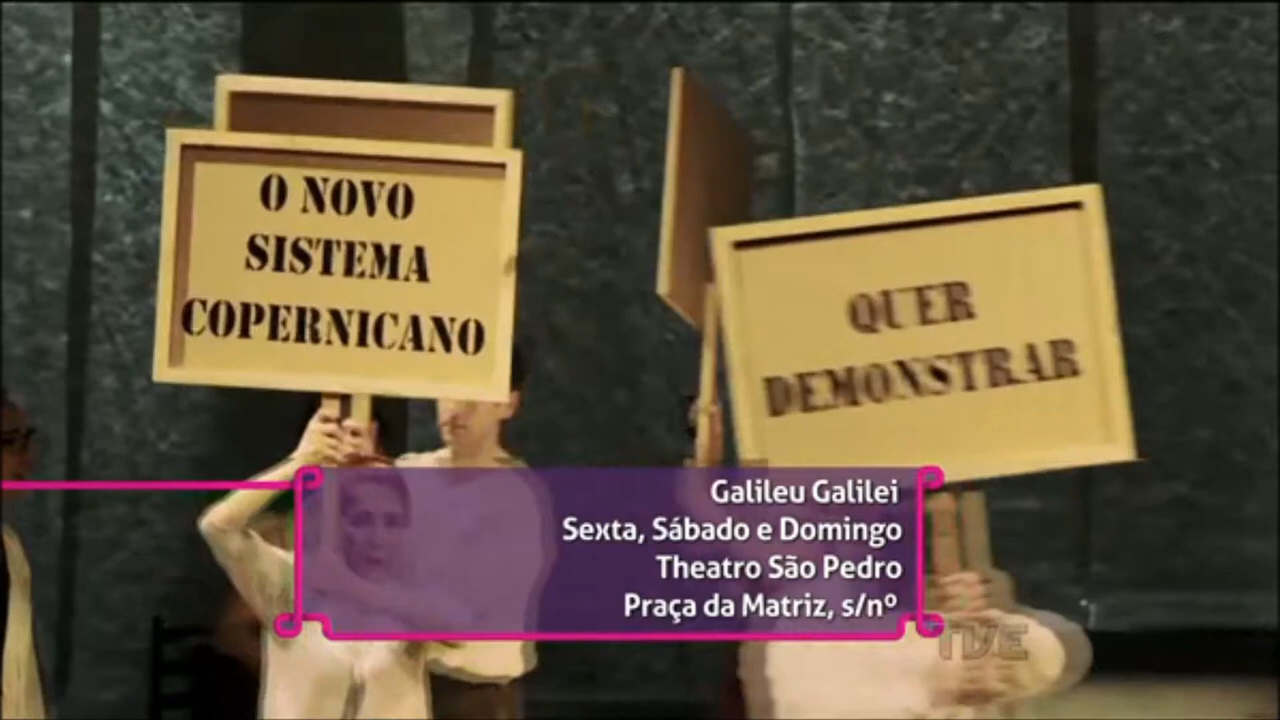 O NOVO
SISTEMA
COPERNICANO
QUER
DEMONSTRAR
Galileu Galilei
Sexta, Sábado e Domingo
Theatro São Pedro
Praça da Matriz, s/nº
TVE